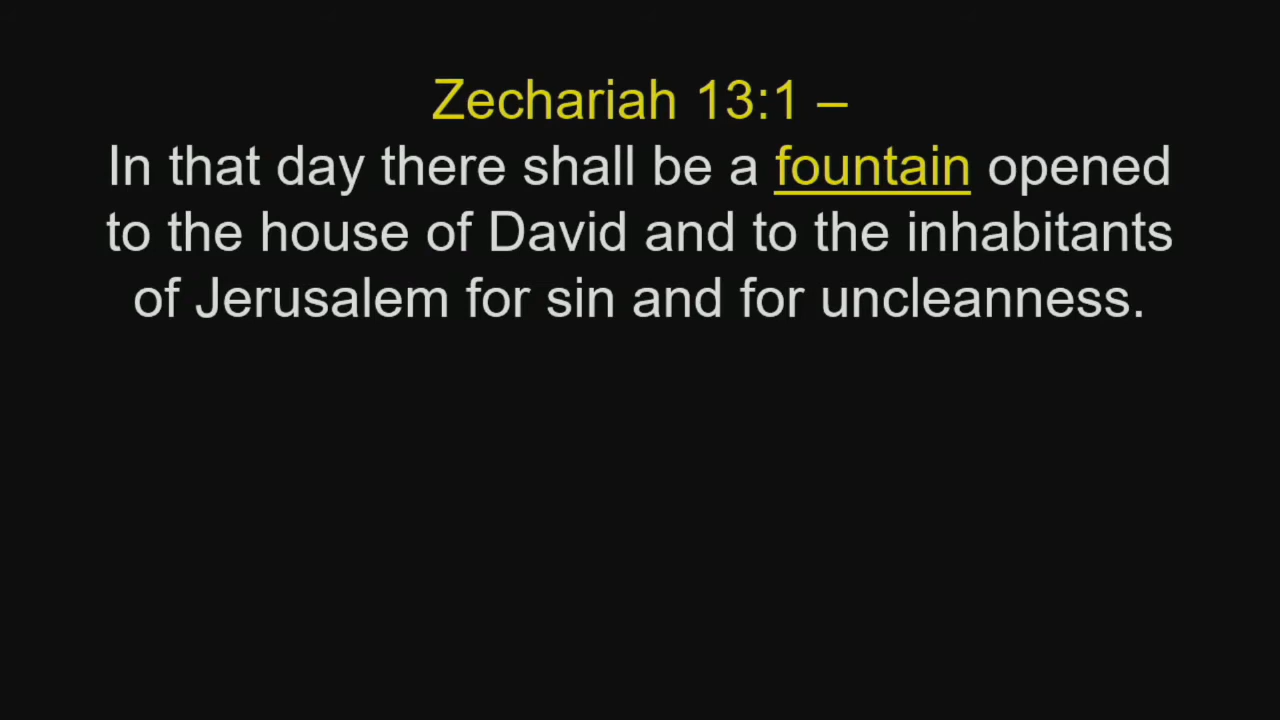 Zechariah 13:1 –
In that day there shall be a fountain opened
to the house of David and to the inhabitants
of Jerusalem for sin and for uncleanness.